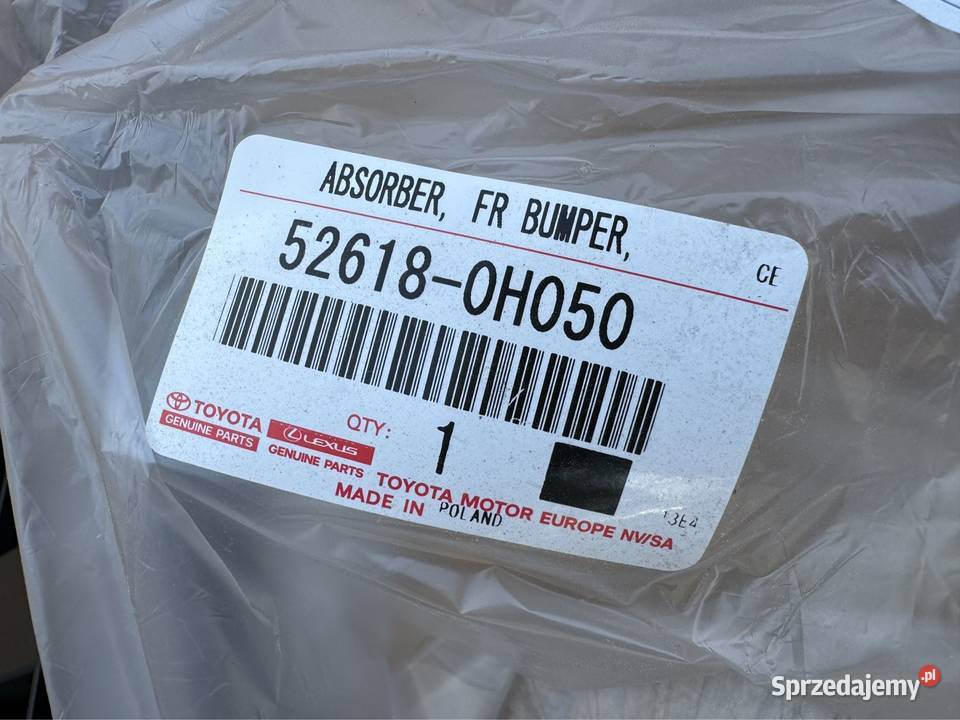 ABSORBER, FR BUMPER,
CE
52618-0H050
TOYOTA
GENUINE PARTS
LEXUS
GENUINE PARTS
QTY:
1
TOYOTA MOTOR EUROPE NV/SA
MADE IN POLAND
13E4
Sprzedajemy.pl